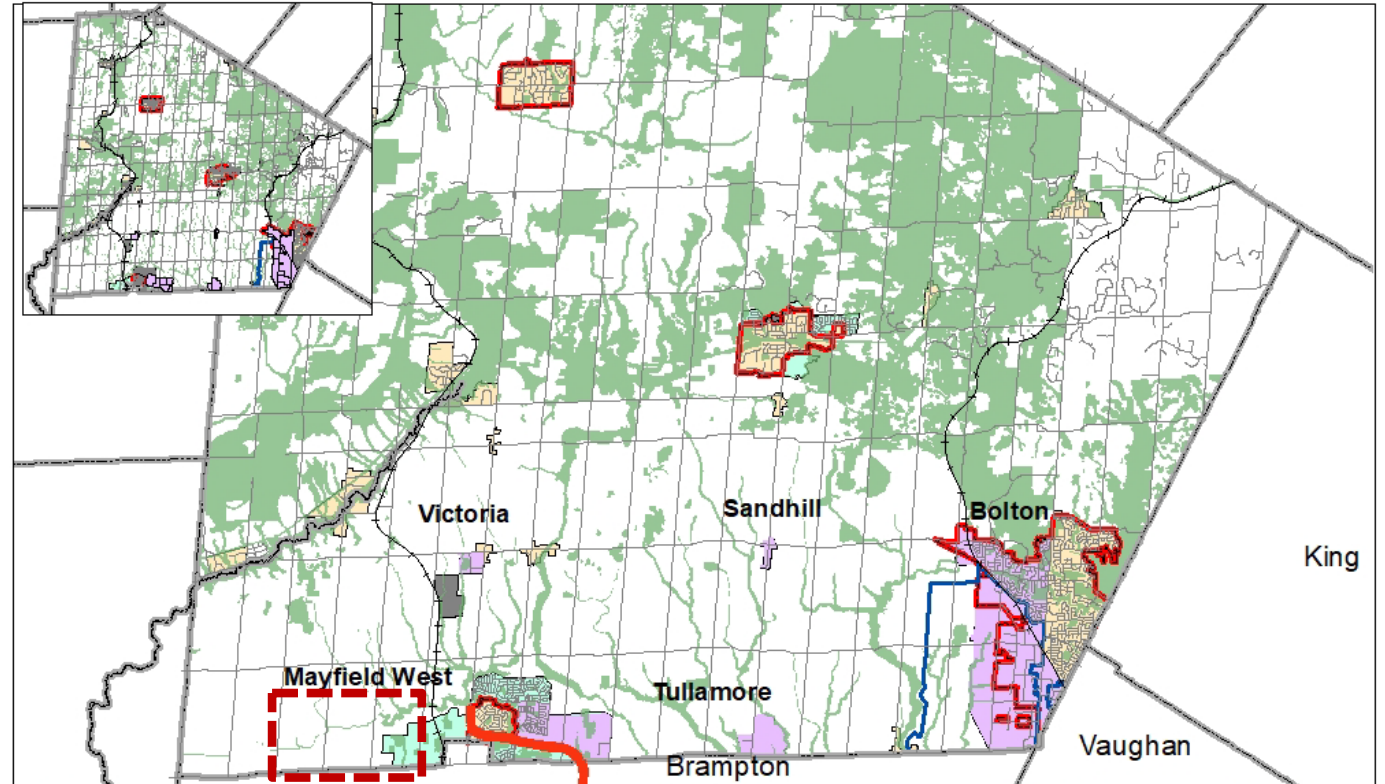 Victoria
Sandhill
Bolton
King
Mayfield West
Tullamore
Vaughan
Brampton